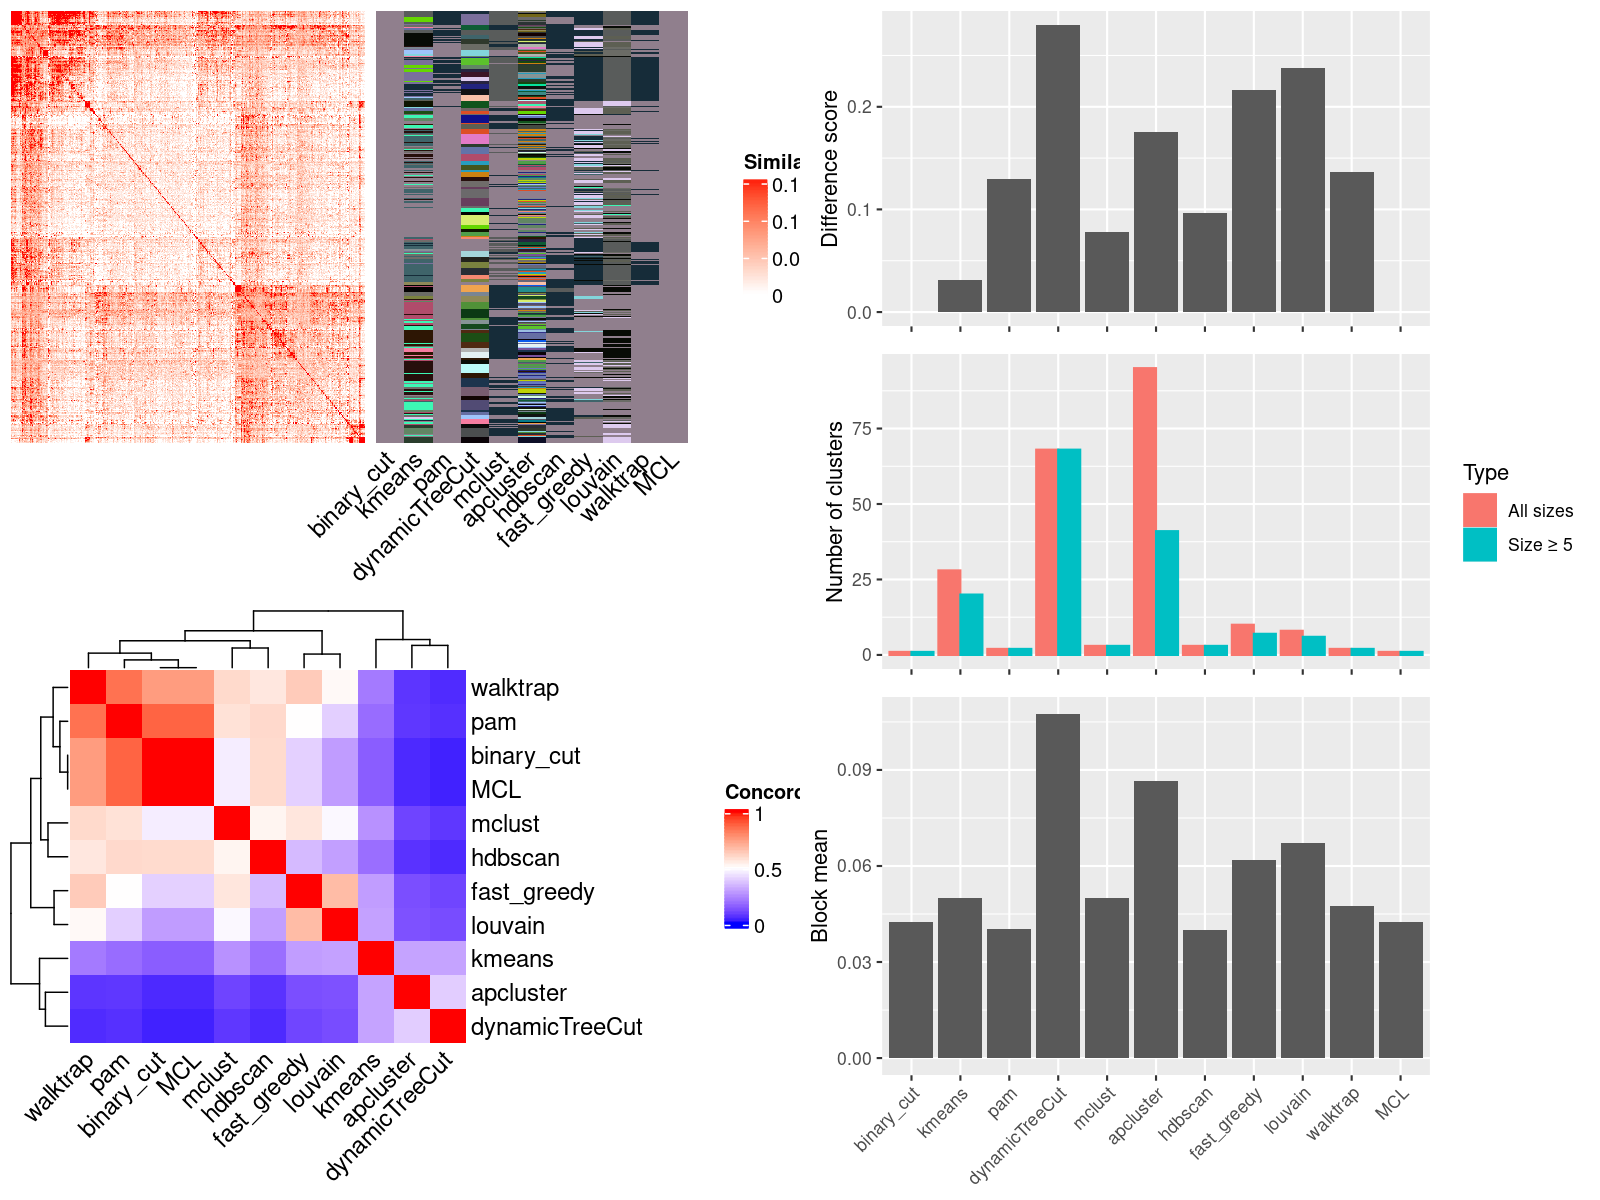 Simila
0.1
0.1
0.0
0
binary_cut
kmeans
pam
dynamicTreeCut
mclust
apcluster
hdbscan
fast_greedy
louvain
walktrap
MCL
walktrap
pam
binary_cut
MCL
mclust
hdbscan
fast_greedy
louvain
kmeans
apcluster
dynamicTreeCut
walktrap
pam
binary_cut
MCL
mclust
hdbscan
fast_greedy
louvain
kmeans
apcluster
dynamicTreeCut
Concord
1
0.5
0
Difference score
0.2
0.1
0.0
Number of clusters
75
50
25
0
Type
All sizes
Size ≥ 5
Block mean
0.09
0.06
0.03
0.00
binary_cut
kmeans
pam
dynamicTreeCut
mclust
apcluster
hdbscan
fast_greedy
louvain
walktrap
MCL